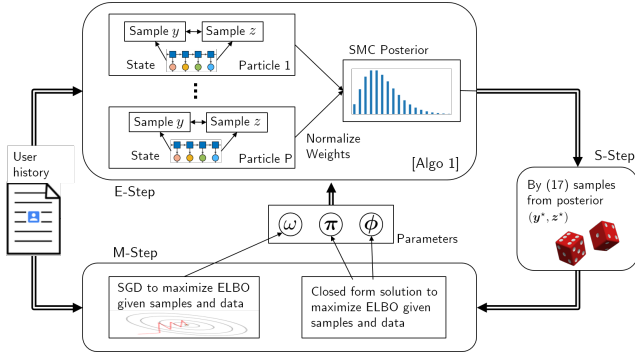 Sample y
Sample z
State
Particle 1
Sample y
Sample z
State
Particle P
SMC Posterior
Normalize
Weights
[Algo 1]
E-Step
User
history
S-Step
By (17) samples
from posterior
(y*, z*)
ω
π
ϕ
Parameters
M-Step
SGD to maximize ELBO
given samples and data
Closed form solution to
maximize ELBO given
samples and data